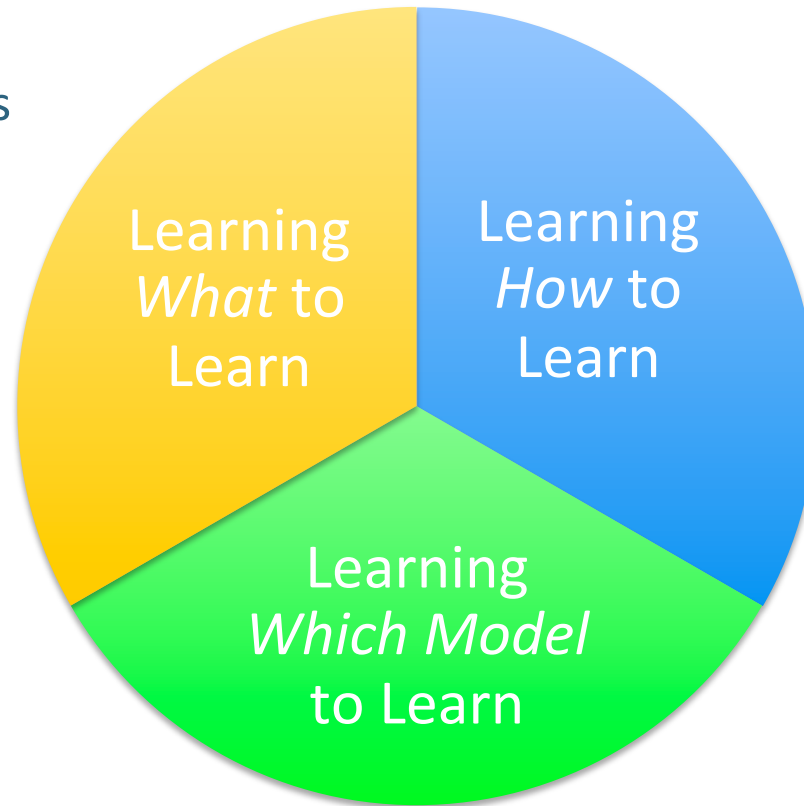 s
Learning
What to
Learn
Learning
How to
Learn
Learning
Which Model
to Learn